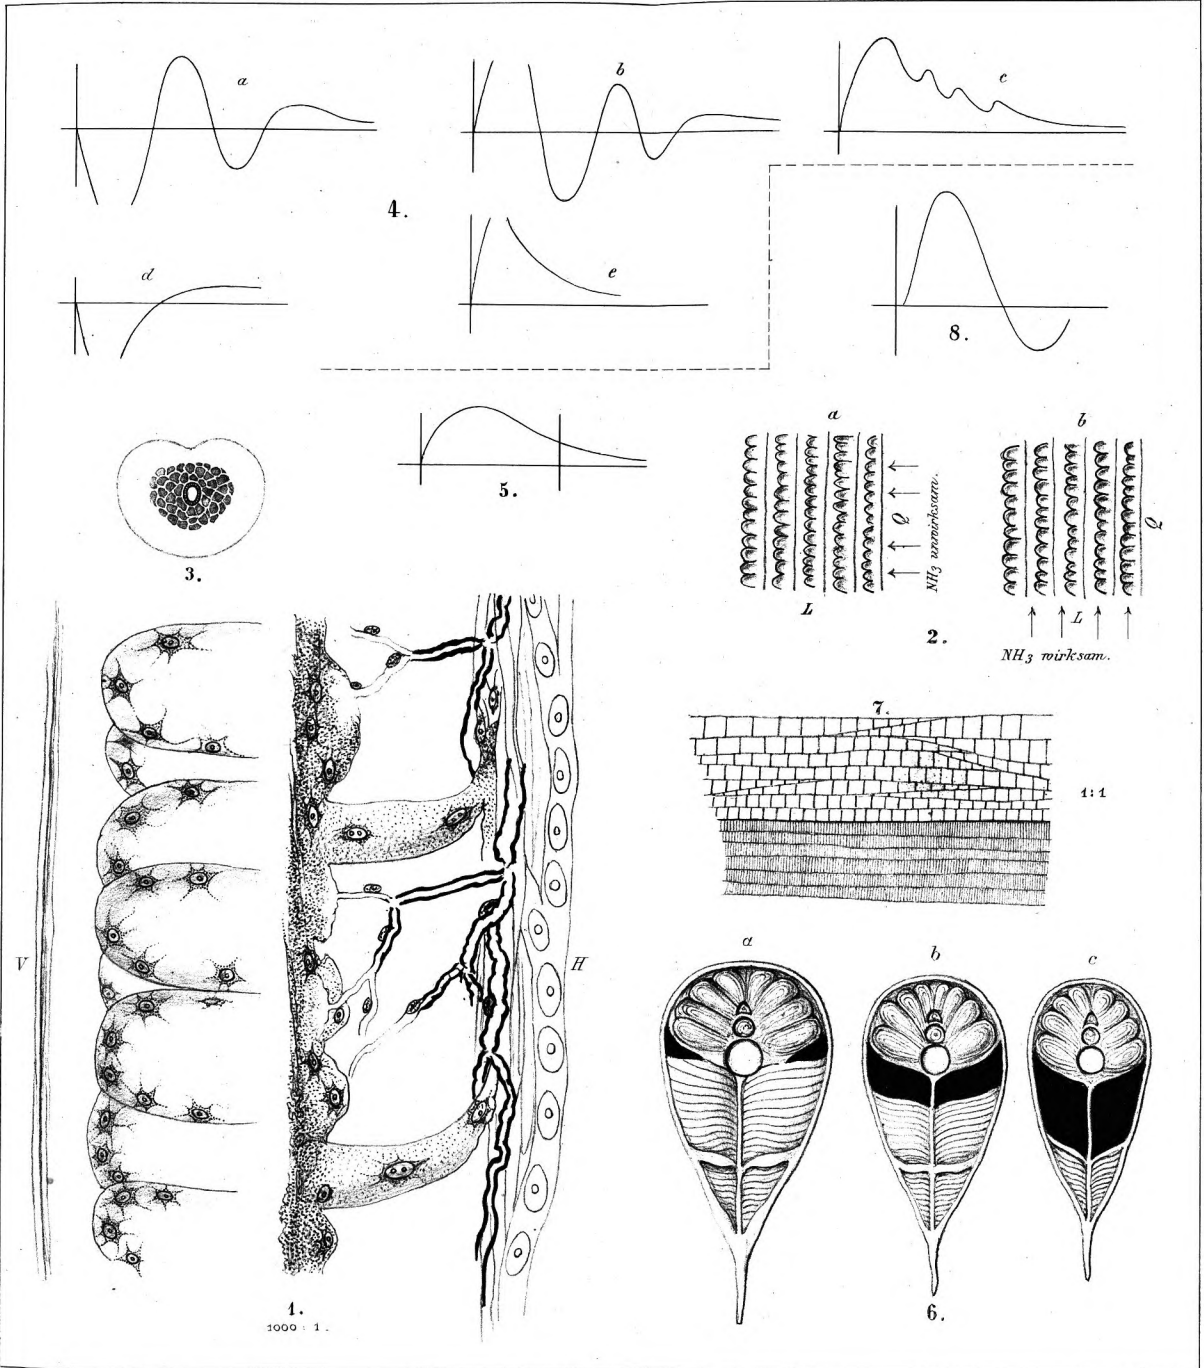 a
b
c
4.
d
e
8.
5.
3.
a
b
Q
NH3 unwirksam.
L
Q
L
NH3 wirksam.
2.
7.
1:1
V
H
a
b
c
6.
1.
1000 : 1.